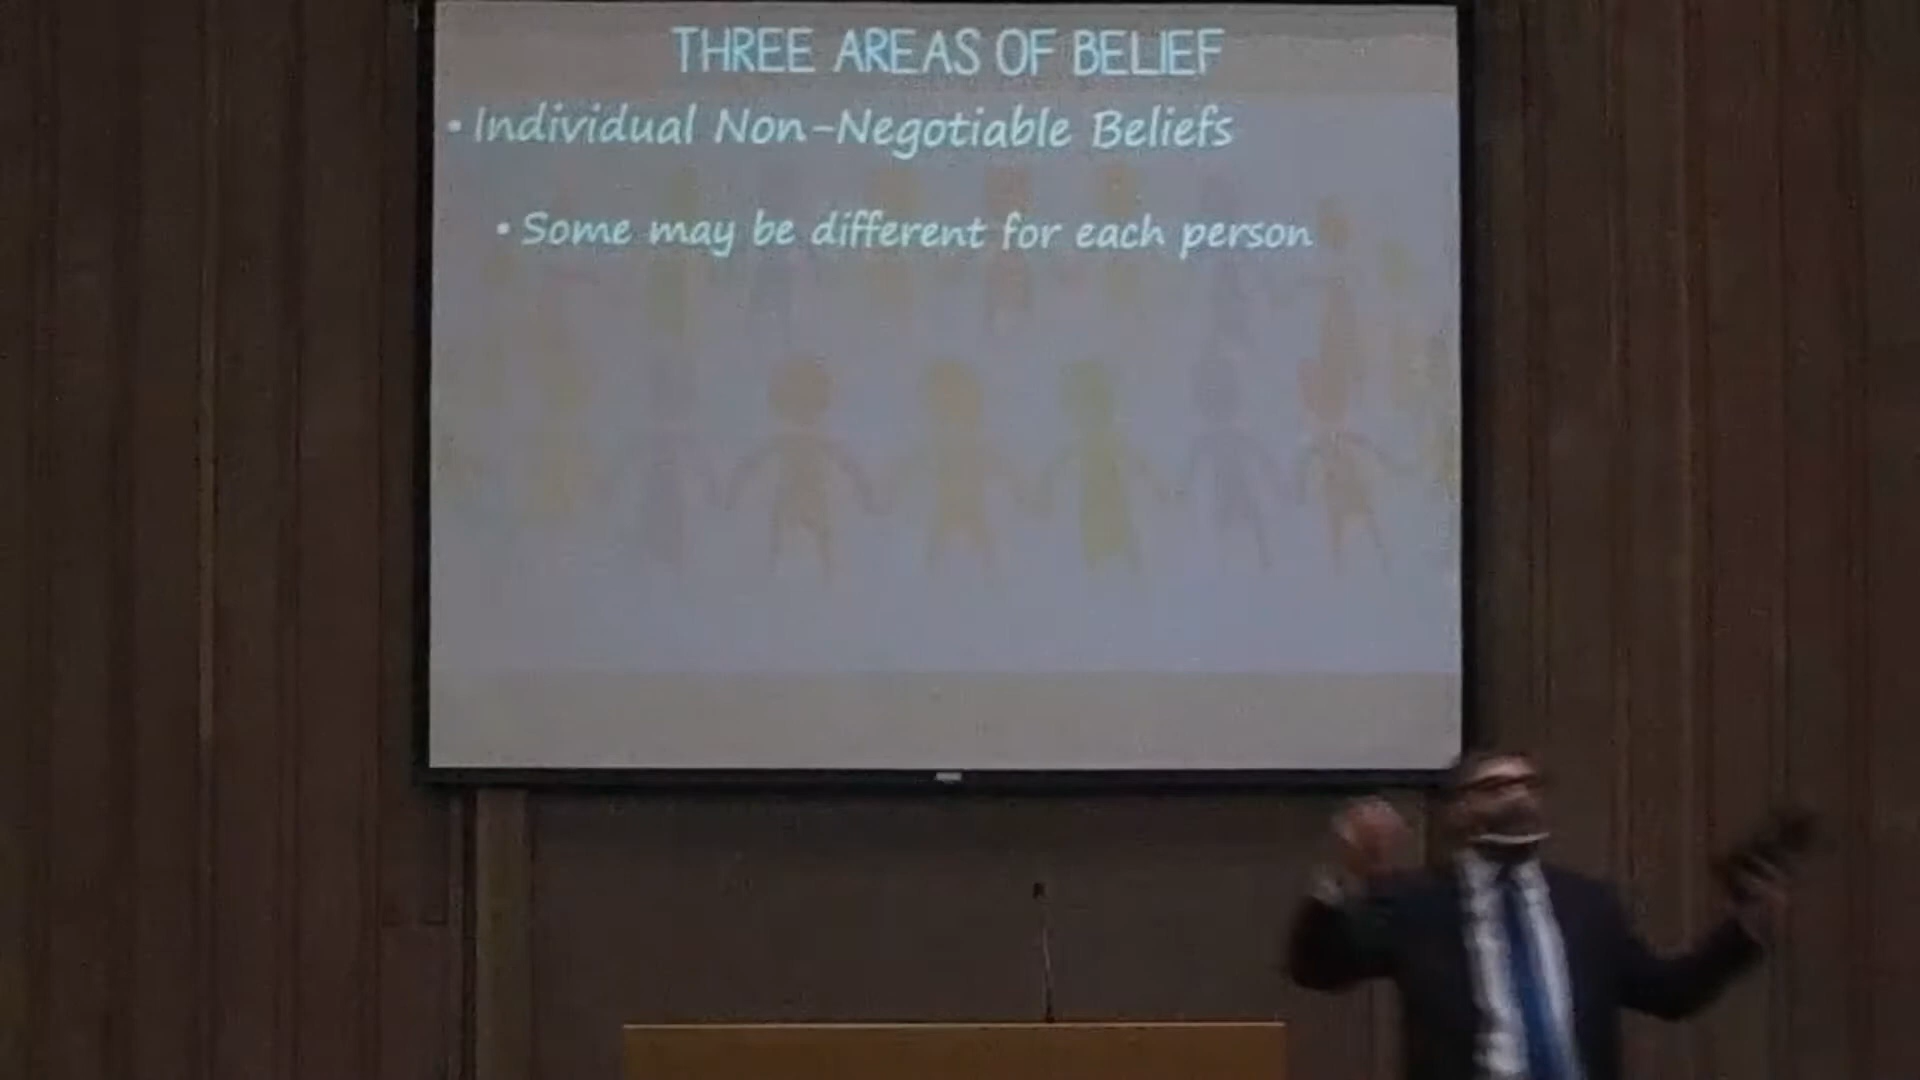 THREE AREAS OF BELIEF
• Individual Non-Negotiable Beliefs
• Some may be different for each person